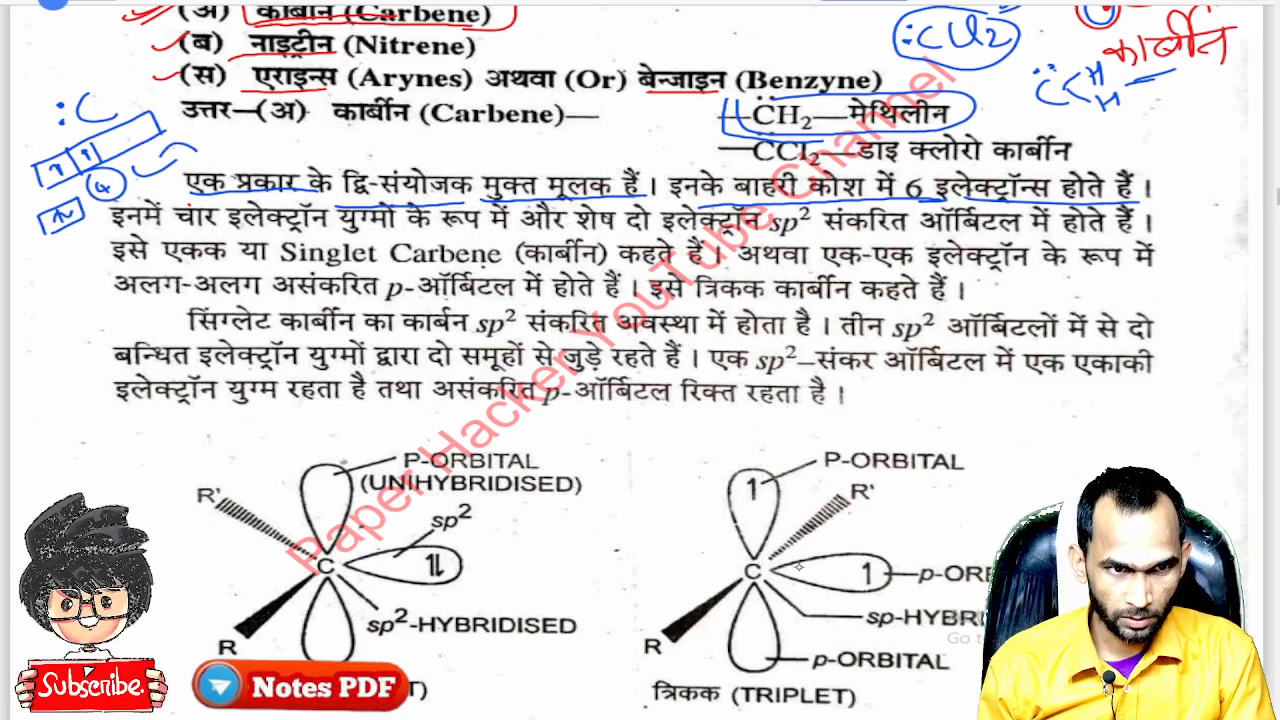 (अ) कार्बीन (Carbene)
(ब) नाइट्रीन (Nitrene)
(स) एराइन्स (Arynes) अथवा (Or) बेन्जाइन (Benzyne)
:CCl2
कार्बीन
C H H
:C
उत्तर—(अ) कार्बीन (Carbene)— —CH2—मेथिलीन
—CCl2—डाइ क्लोरो कार्बीन
एक प्रकार के द्वि-संयोजक मुक्त मूलक हैं। इनके बाहरी कोश में 6 इलेक्ट्रॉन्स होते हैं।
इनमें चार इलेक्ट्रॉन युग्मों के रूप में और शेष दो इलेक्ट्रॉन sp2 संकरित ऑर्बिटल में होते हैं।
इसे एकक या Singlet Carbene (कार्बीन) कहते हैं। अथवा एक-एक इलेक्ट्रॉन के रूप में
अलग-अलग असंकरित p-ऑर्बिटल में होते हैं। इसे त्रिकक कार्बीन कहते हैं।
सिंग्लेट कार्बीन का कार्बन sp2 संकरित अवस्था में होता है। तीन sp2 ऑर्बिटलों में से दो
बन्धित इलेक्ट्रॉन युग्मों द्वारा दो समूहों से जुड़े रहते हैं। एक sp2—संकर ऑर्बिटल में एक एकाकी
इलेक्ट्रॉन युग्म रहता है तथा असंकरित p-ऑर्बिटल रिक्त रहता है।
Paper Hacker YouTube Channel
P-ORBITAL
(UNIHYBRIDISED)
R'
sp2
C
1l
sp2-HYBRIDISED
R
P-ORBITAL
R'
1
C
1
p-ORB
sp-HYBRI
R
p-ORBITAL
त्रिकक (TRIPLET)
T)
Subscribe.
Notes PDF